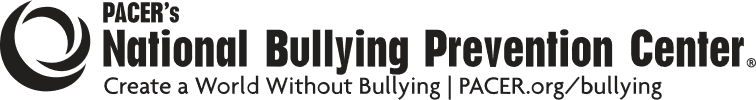 PACER's
National Bullying Prevention Center®
Create a World Without Bullying | PACER.org/bullying